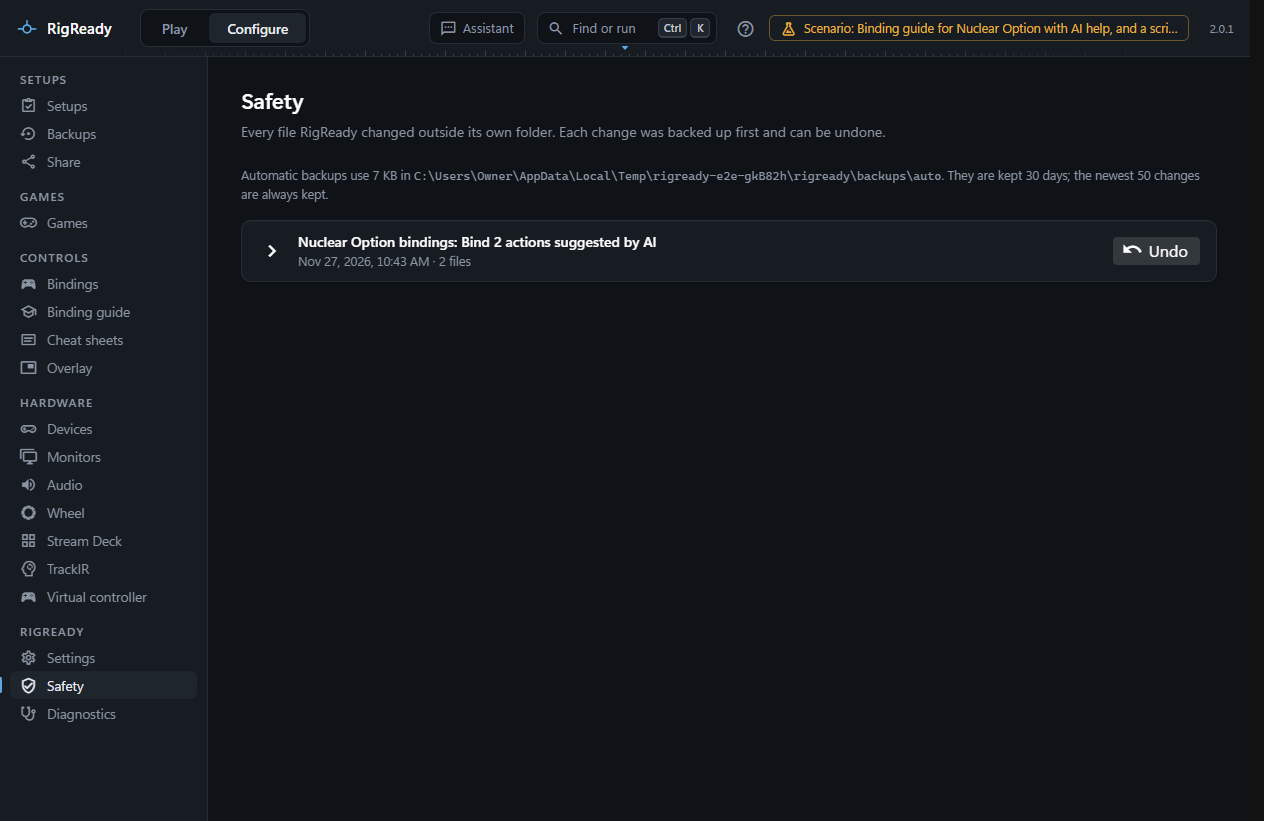 RigReady
Play
Configure
Assistant
Find or run
Ctrl
K
Scenario: Binding guide for Nuclear Option with AI help, and a scri...
2.0.1
SETUPS
Setups
Backups
Share
GAMES
Games
CONTROLS
Bindings
Binding guide
Cheat sheets
Overlay
HARDWARE
Devices
Monitors
Audio
Wheel
Stream Deck
TrackIR
Virtual controller
RIGREADY
Settings
Safety
Diagnostics
Safety
Every file RigReady changed outside its own folder. Each change was backed up first and can be undone.
Automatic backups use 7 KB in C:\Users\Owner\AppData\Local\Temp\rigready-e2e-gkB82h\rigready\backups\auto. They are kept 30 days; the newest 50 changes
are always kept.
Nuclear Option bindings: Bind 2 actions suggested by AI
Nov 27, 2026, 10:43 AM · 2 files
Undo